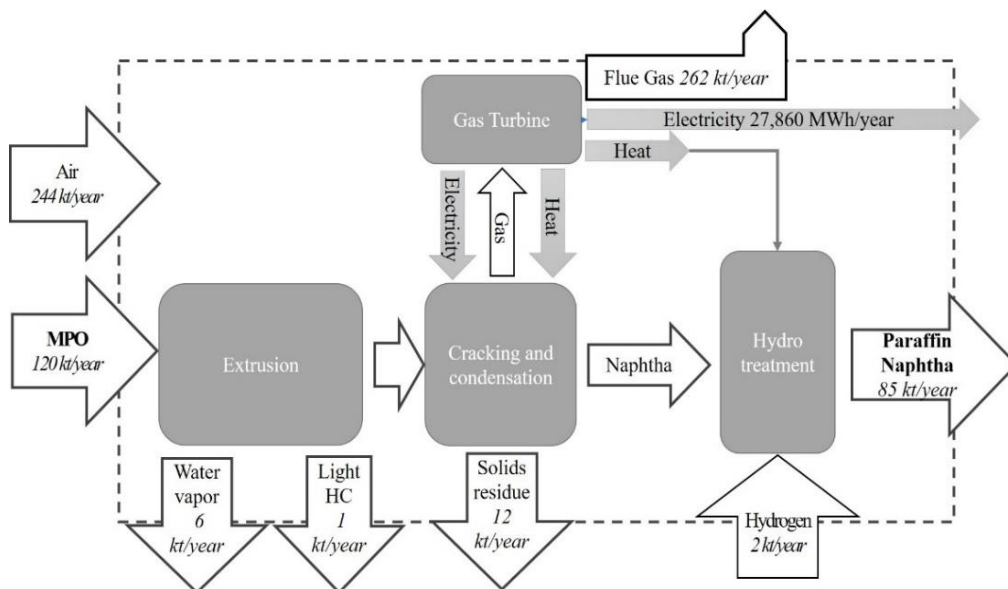 Flue Gas 262 kt/year
Gas Turbine
Electricity 27,860 MWh/year
Heat
Air
244 kt/year
Electricity
Gas
Heat
MPO
120 kt/year
Extrusion
Cracking and
condensation
Naphtha
Hydro
treatment
Paraffin
Naphtha
85 kt/year
Water
vapor
6
kt/year
Light
HC
1
kt/year
Solids
residue
12
kt/year
Hydrogen
2 kt/year